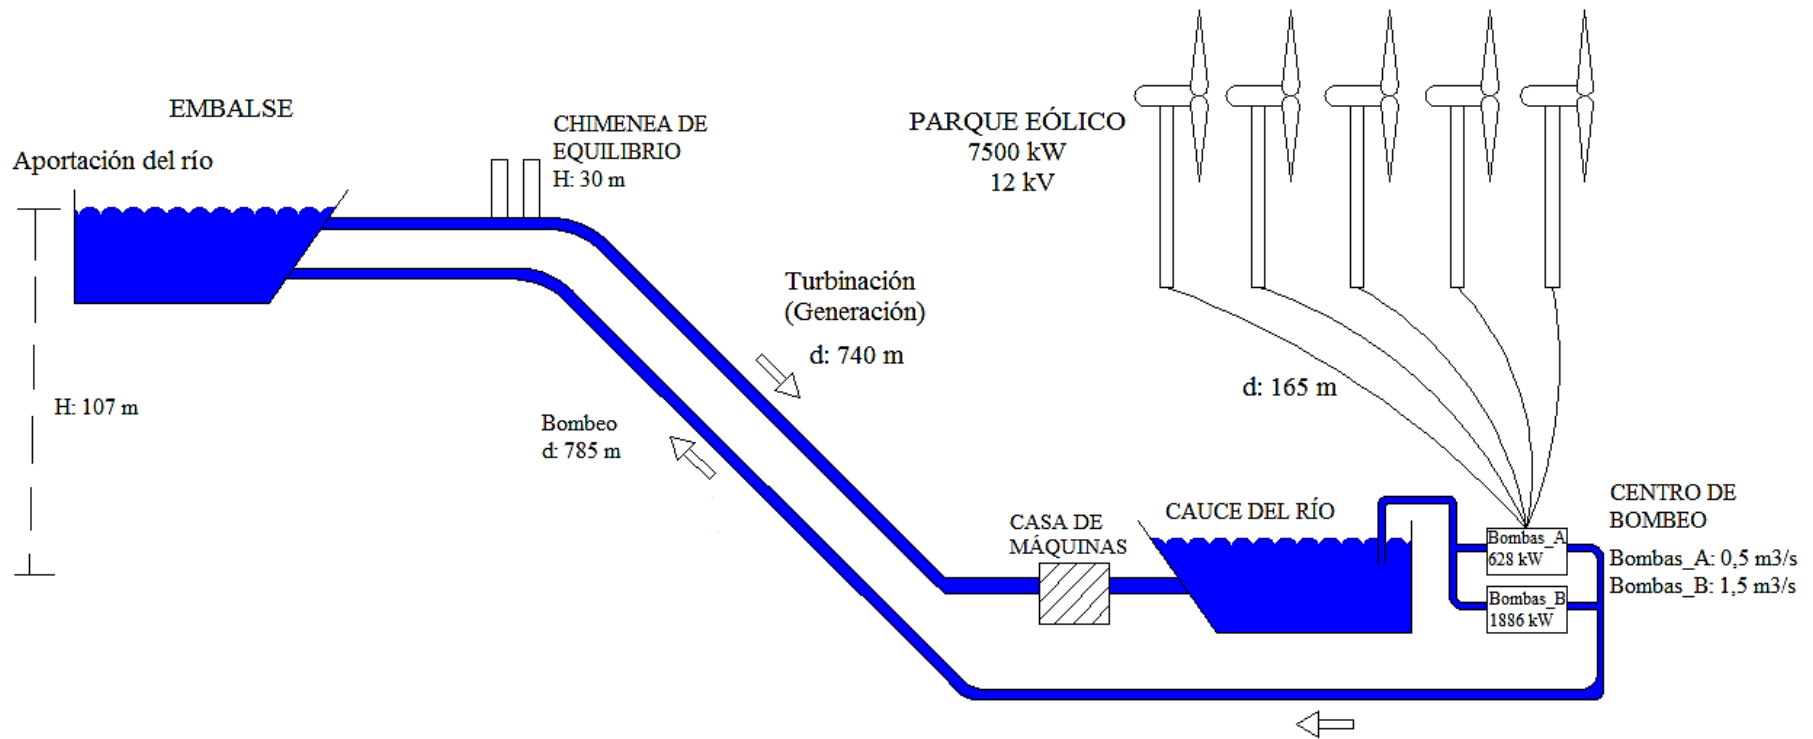 EMBALSE
Aportación del río
CHIMENEA DE
EQUILIBRIO
H: 30 m
PARQUE EÓLICO
7500 kW
12 kV
Turbinación
(Generación)
d: 740 m
H: 107 m
Bombeo
d: 785 m
d: 165 m
CASA DE
MÁQUINAS
CAUCE DEL RÍO
Bombas_A
628 kW
Bombas_B
1886 kW
CENTRO DE
BOMBEO
Bombas_A: 0,5 m3/s
Bombas_B: 1,5 m3/s